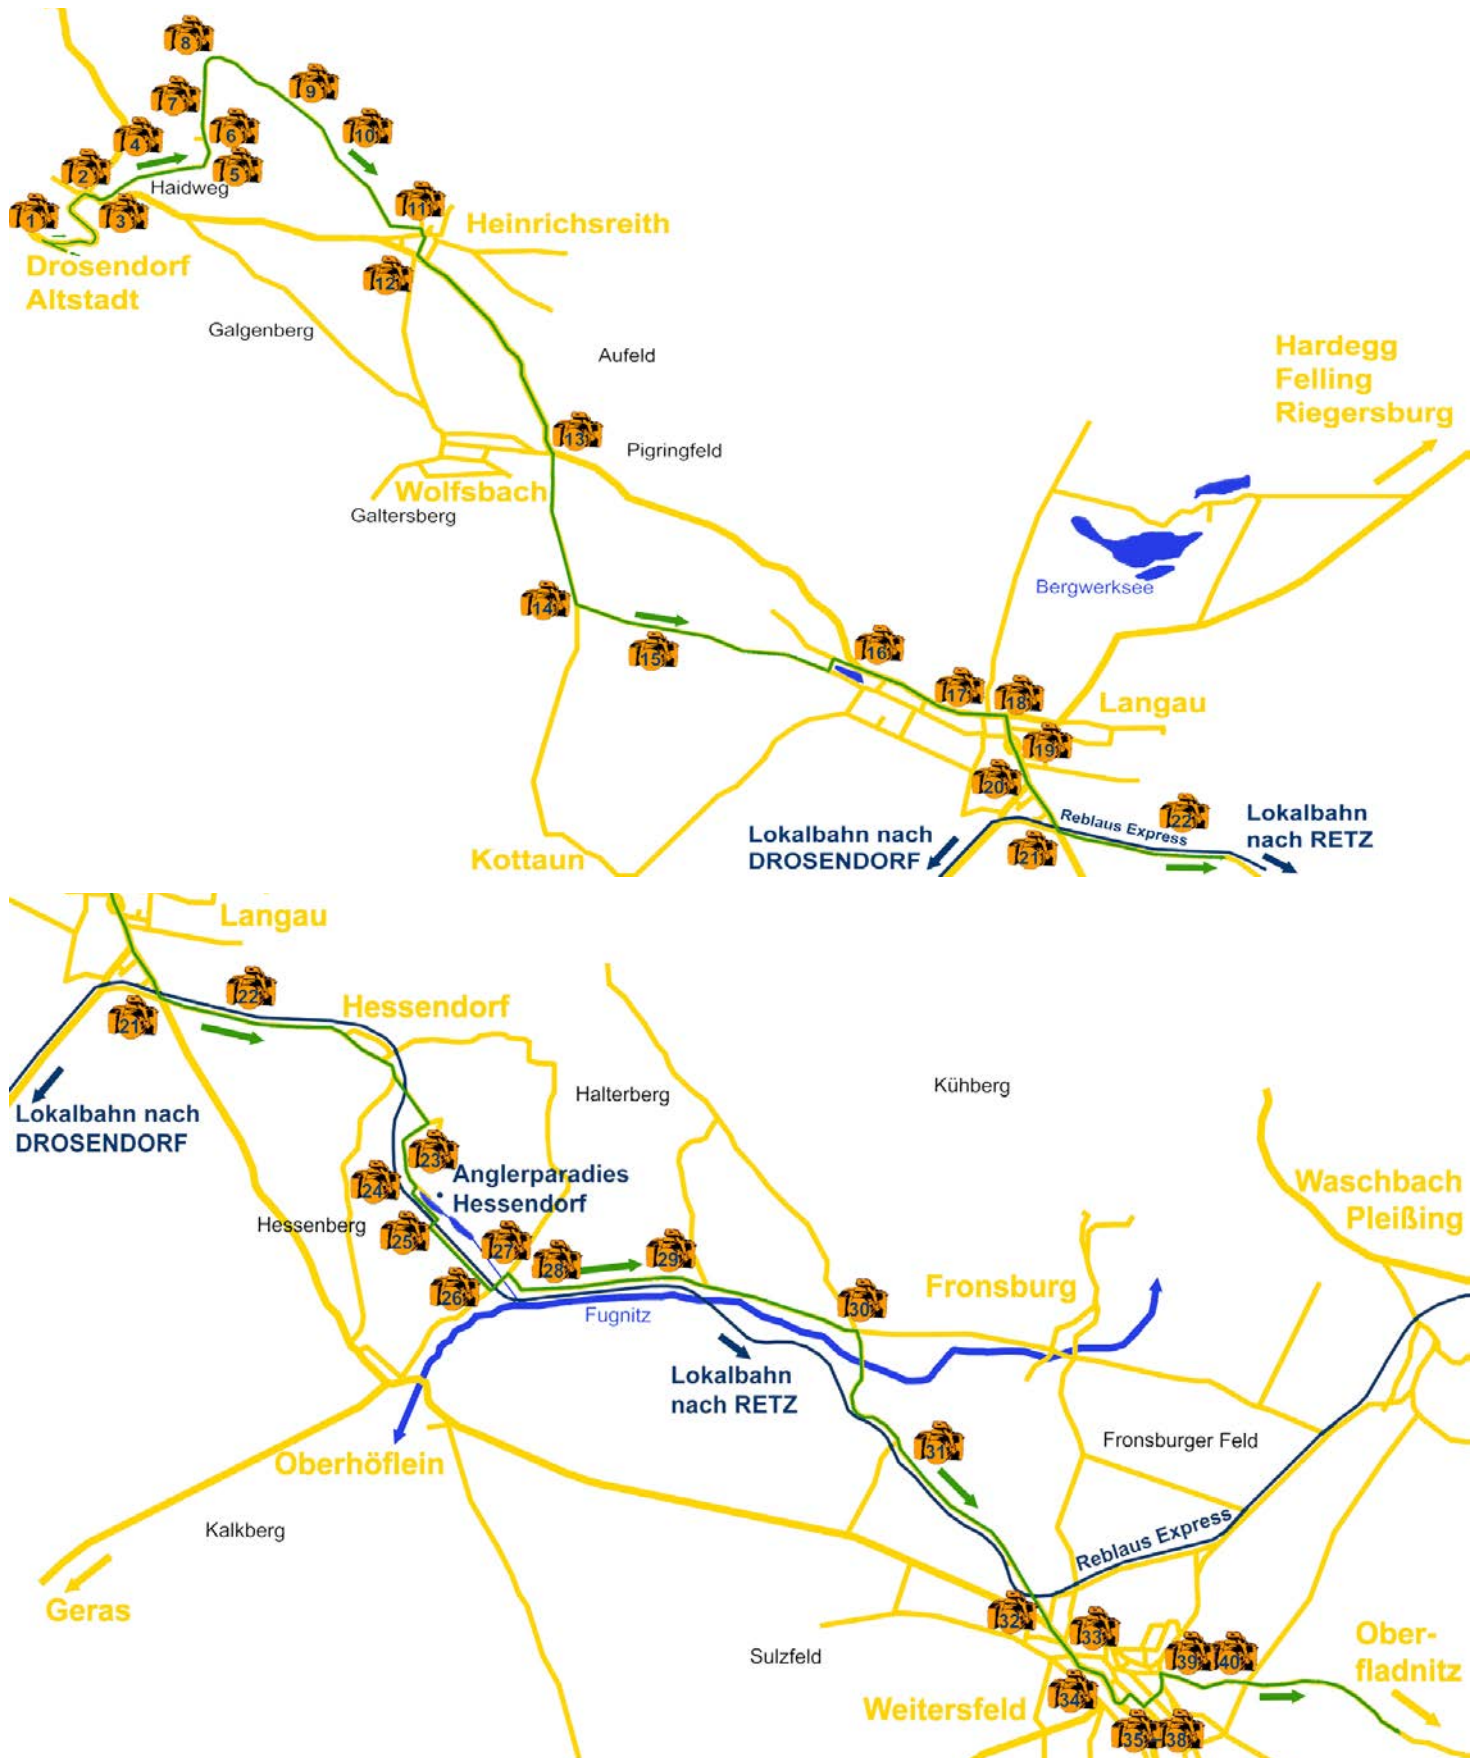 8
7
9
4
6
10
2
5
Haidweg
1
3
11
Heinrichsreith
Drosendorf
Altstadt
12
Galgenberg
Aufeld
Hardegg
Felling
Riegersburg
13
Pigringfeld
Wolfsbach
Galtersberg
Bergwerksee
14
15
16
17
18
Langau
19
20
Lokalbahn nach
DROSENDORF
Reblaus Express
22
Lokalbahn
nach RETZ
21
Kottaun
Langau
22
21
Hessendorf
Lokalbahn nach
DROSENDORF
Halterberg
Kühberg
23
24
Anglerparadies
Hessendorf
Waschbach
Pleißing
Hessenberg
25
27
28
29
26
Fugnitz
30
Fronsburg
Lokalbahn
nach RETZ
31
Fronsburger Feld
Oberhöflein
Kalkberg
Reblaus Express
Geras
32
33
Sulzfeld
39
40
Ober-
fladnitz
34
Weitersfeld
35
38